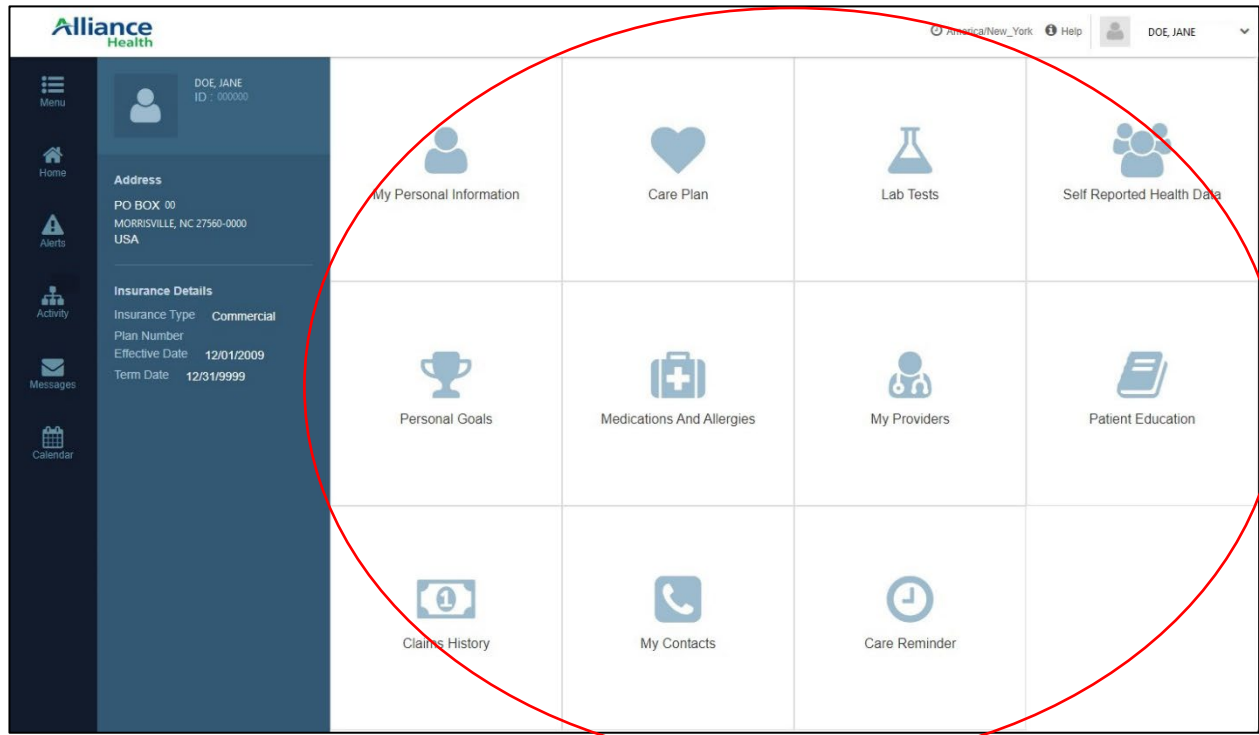 Alliance
Health
America/New_York Help DOE, JANE
Menu
Home
Alerts
Activity
Messages
Calendar
DOE, JANE
ID : 000000
Address
PO BOX 00
MORRISVILLE, NC 27560-0000
USA
Insurance Details
Insurance Type Commercial
Plan Number
Effective Date 12/01/2009
Term Date 12/31/9999
My Personal Information
Care Plan
Lab Tests
Self Reported Health Data
Personal Goals
Medications And Allergies
My Providers
Patient Education
1
Claims History
My Contacts
Care Reminder